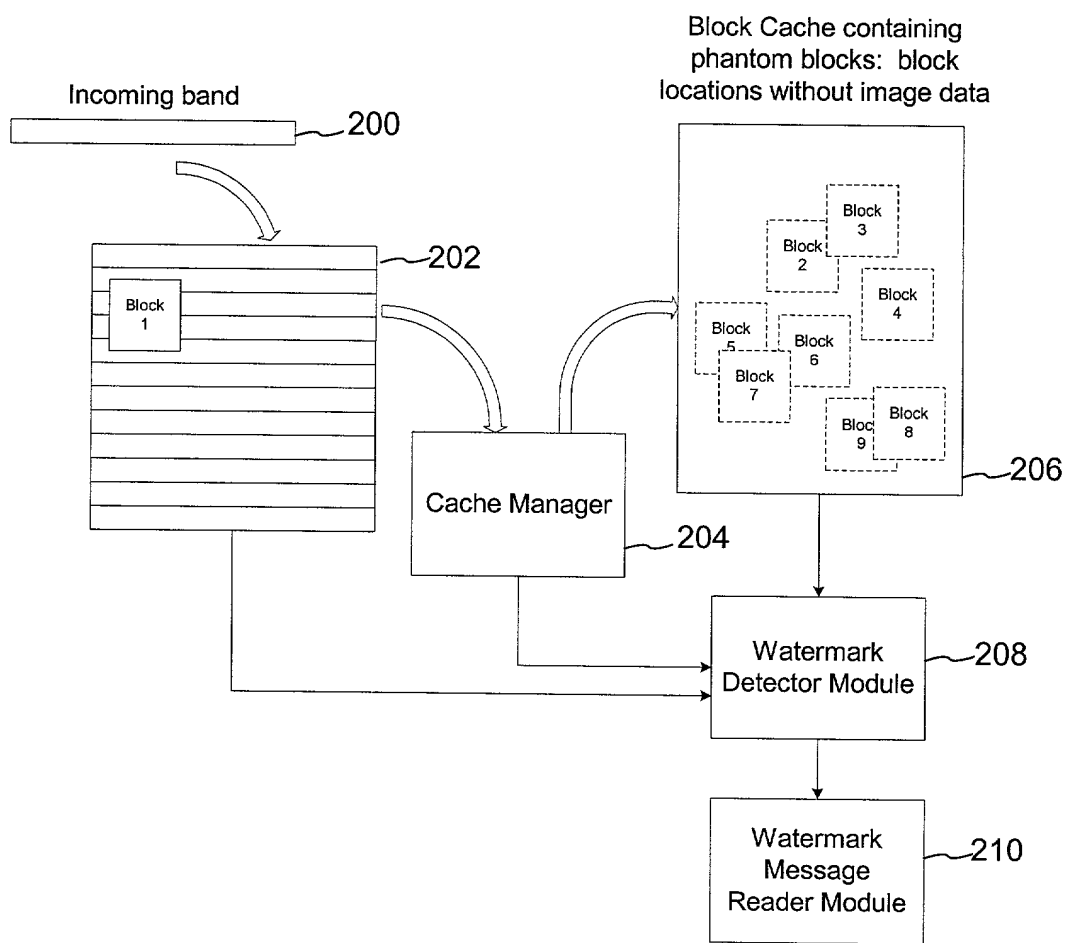 Block Cache containing
phantom blocks: block
locations without image data
Incoming band
200
202
Block
1
Block
3
Block
2
Block
4
Block
5
Block
6
Block
7
Block
8
Block
9
206
Cache Manager
204
Watermark
Detector Module
208
Watermark
Message
Reader Module
210